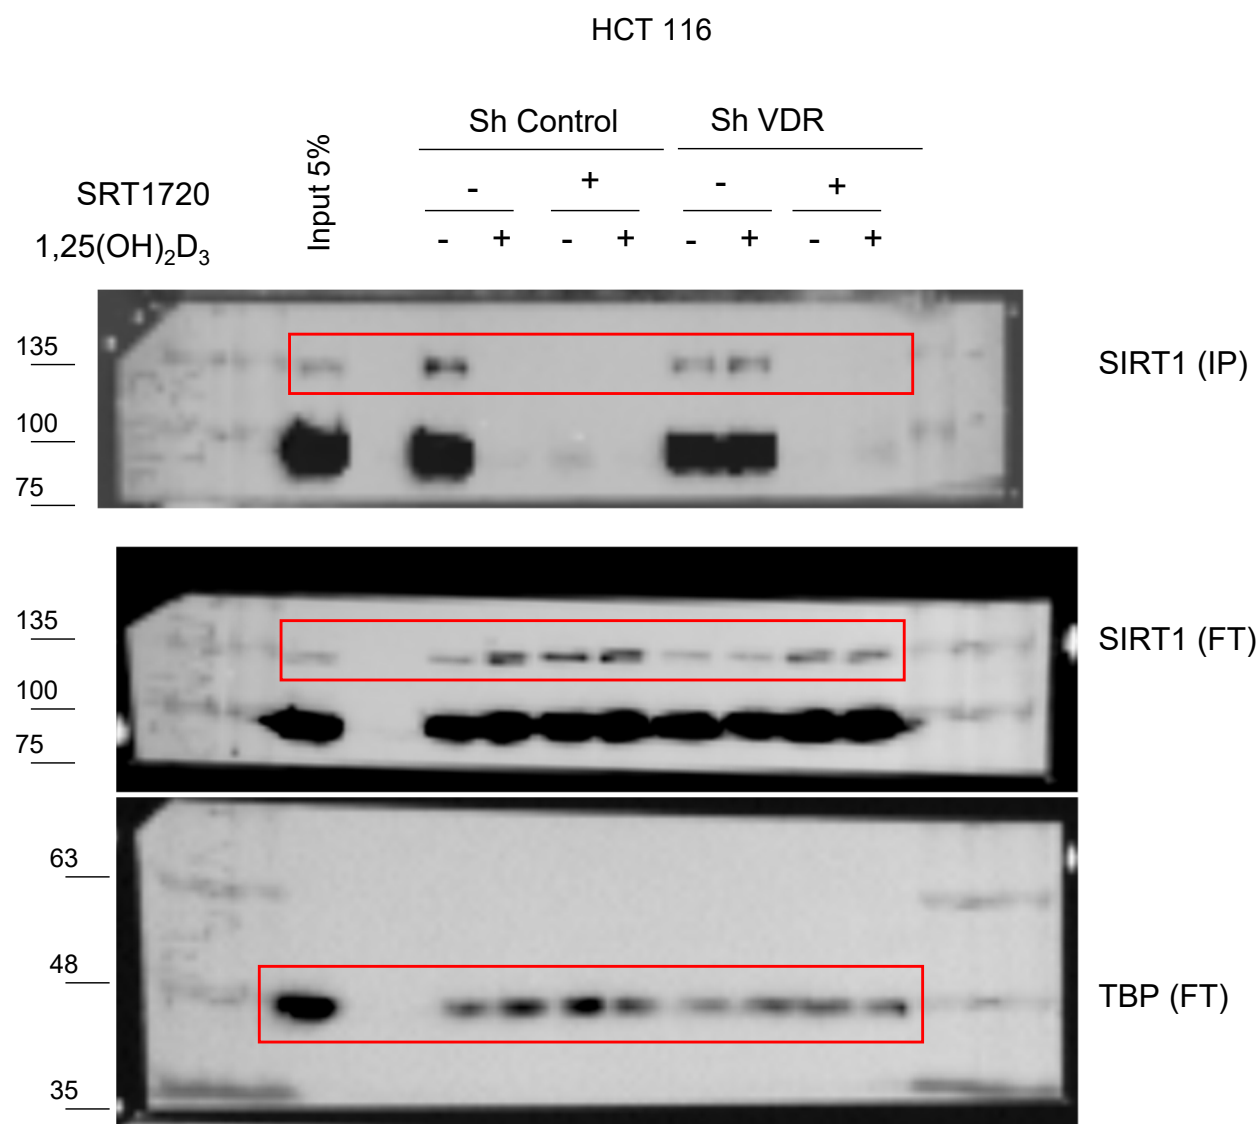 HCT 116
Sh Control Sh VDR
Input 5%
SRT1720 - + - +
1,25(OH)₂D₃ - + - + - + - +
135 SIRT1 (IP)
100
75
135 SIRT1 (FT)
100
75
63
48 TBP (FT)
35